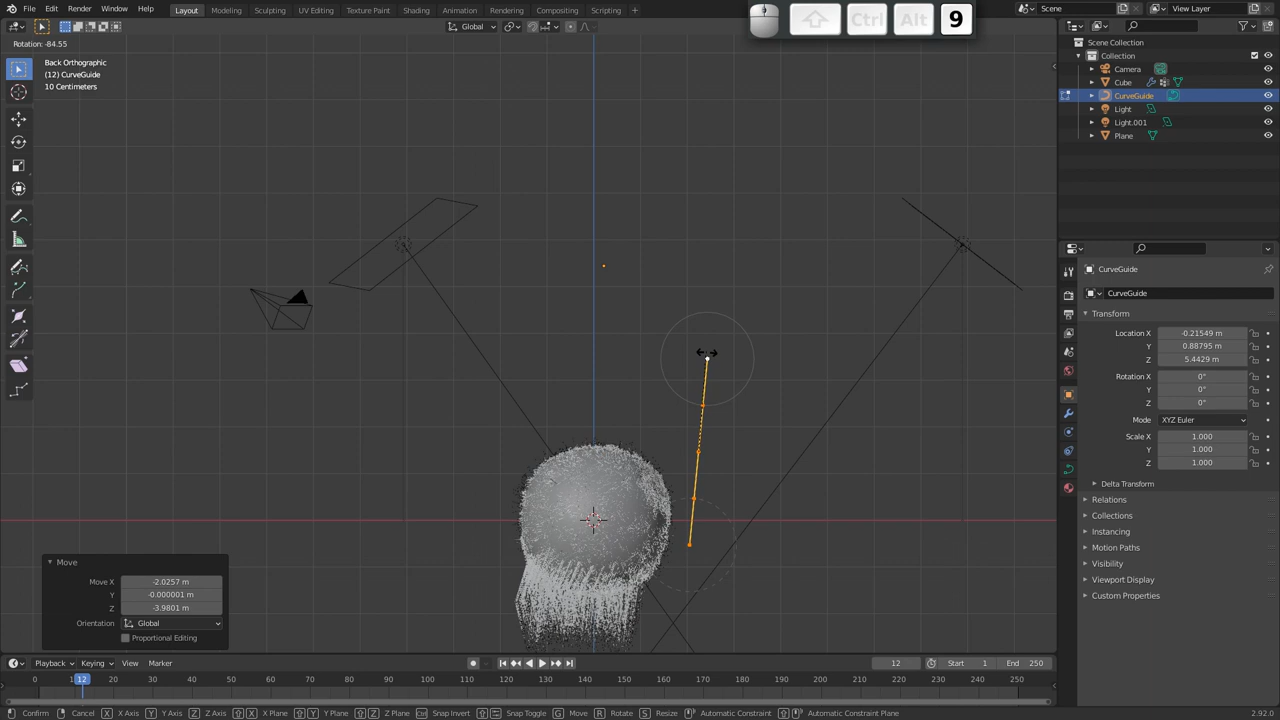 File Edit Render Window Help Layout Modeling Sculpting UV Editing Texture Paint Shading Animation Rendering Compositing Scripting + Scene View Layer
Ctrl Alt 9
Global
Rotation: -84.55
Back Orthographic
(12) CurveGuide
10 Centimeters
Scene Collection
Collection
Camera
Cube
CurveGuide
Light
Light.001
Plane
CurveGuide
CurveGuide
Transform
Location X -0.21549 m
Y 0.88795 m
Z 5.4429 m
Rotation X 0°
Y 0°
Z 0°
Mode XYZ Euler
Scale X 1.000
Y 1.000
Z 1.000
Delta Transform
Relations
Collections
Instancing
Motion Paths
Visibility
Viewport Display
Custom Properties
Move
Move X -2.0257 m
Y -0.000001 m
Z -3.9801 m
Orientation Global
Proportional Editing
Playback Keying View Marker 12 Start 1 End 250
0 12 20 30 40 50 60 70 80 90 100 110 120 130 140 150 160 170 180 190 200 210 220 230 240 250
Confirm Cancel X X Axis Y Y Axis Z Z Axis X X Plane Y Y Plane Z Z Plane Snap Invert Snap Toggle G Move R Rotate S Resize Automatic Constraint Automatic Constraint Plane 2.92.0